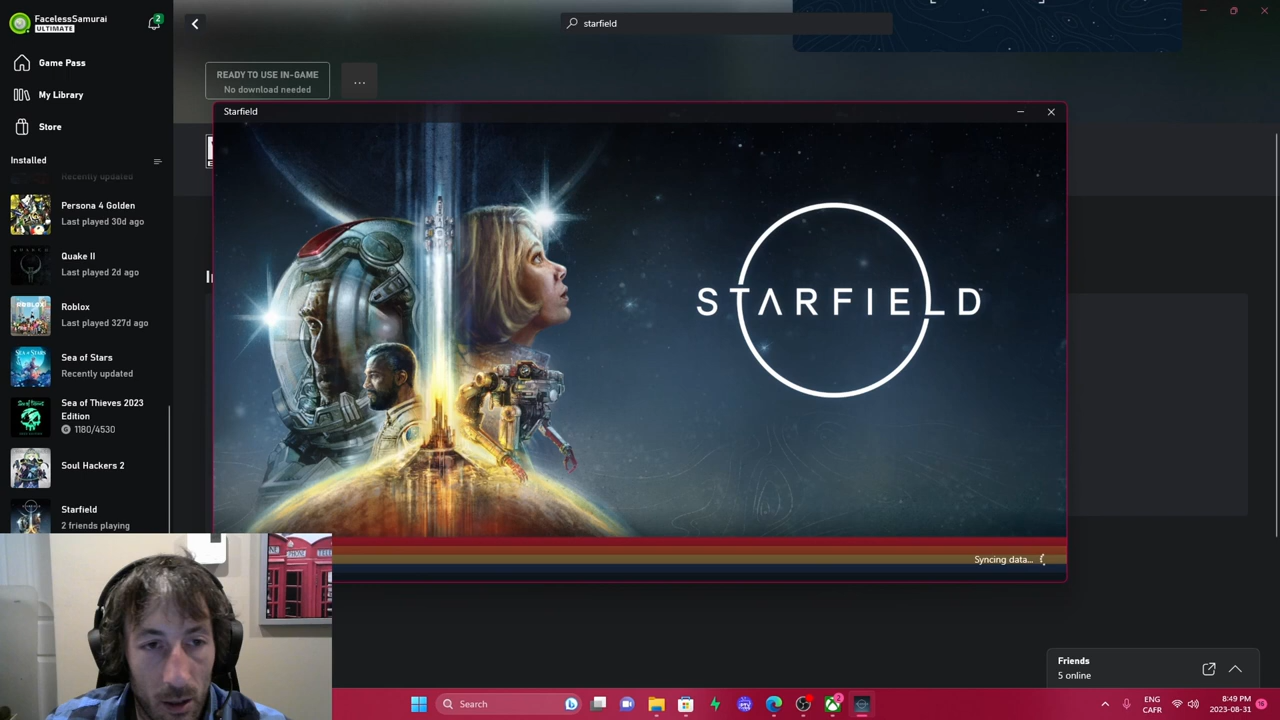 FacelessSamurai
ULTIMATE
2
Game Pass
My Library
Store
Installed
Recently updated
Persona 4 Golden
Last played 30d ago
Quake II
Last played 2d ago
Roblox
Last played 327d ago
Sea of Stars
Recently updated
Sea of Thieves 2023
Edition
G 1180/4530
Soul Hackers 2
Starfield
2 friends playing
starfield
READY TO USE IN-GAME
No download needed
...
Starfield
STARFIELD
Syncing data...
Friends
5 online
Search
ENG
CAFR
8:49 PM
2023-08-31